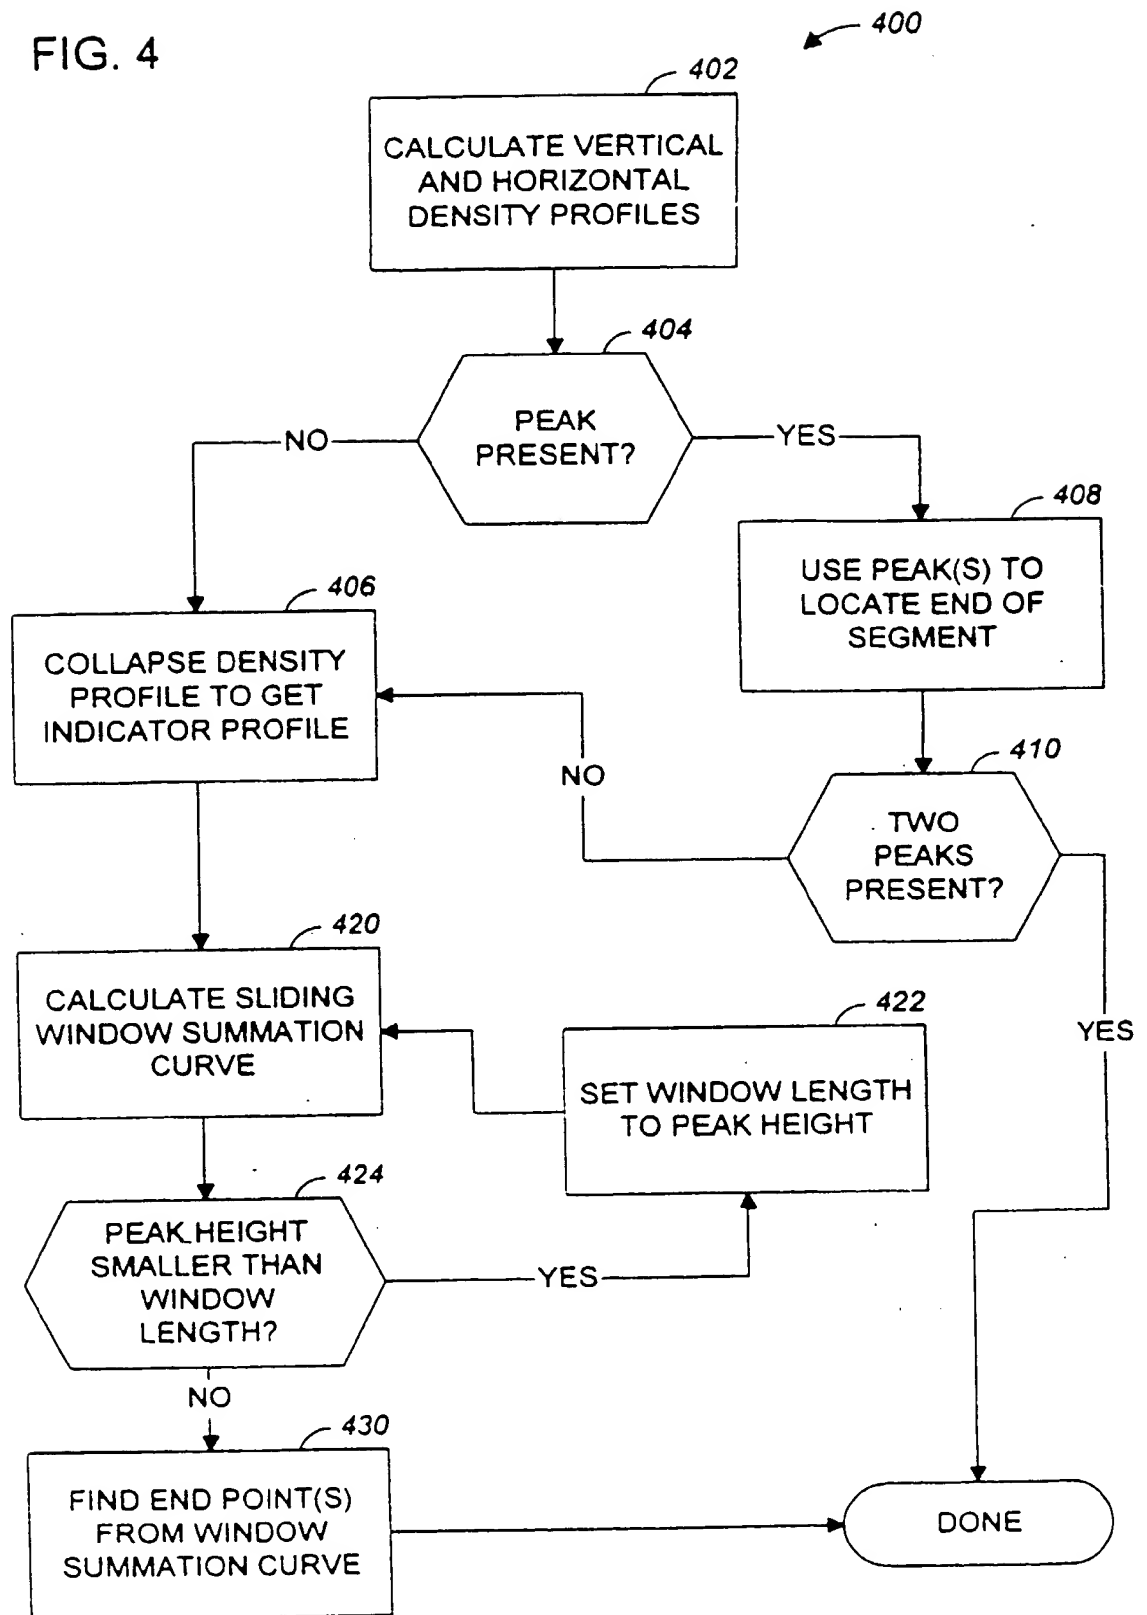 FIG. 4
400
402
CALCULATE VERTICAL
AND HORIZONTAL
DENSITY PROFILES
404
PEAK
PRESENT?
NO
YES
408
USE PEAK(S) TO
LOCATE END OF
SEGMENT
406
COLLAPSE DENSITY
PROFILE TO GET
INDICATOR PROFILE
NO
410
TWO
PEAKS
PRESENT?
YES
420
CALCULATE SLIDING
WINDOW SUMMATION
CURVE
422
SET WINDOW LENGTH
TO PEAK HEIGHT
424
PEAK HEIGHT
SMALLER THAN
WINDOW
LENGTH?
YES
NO
430
FIND END POINT(S)
FROM WINDOW
SUMMATION CURVE
DONE